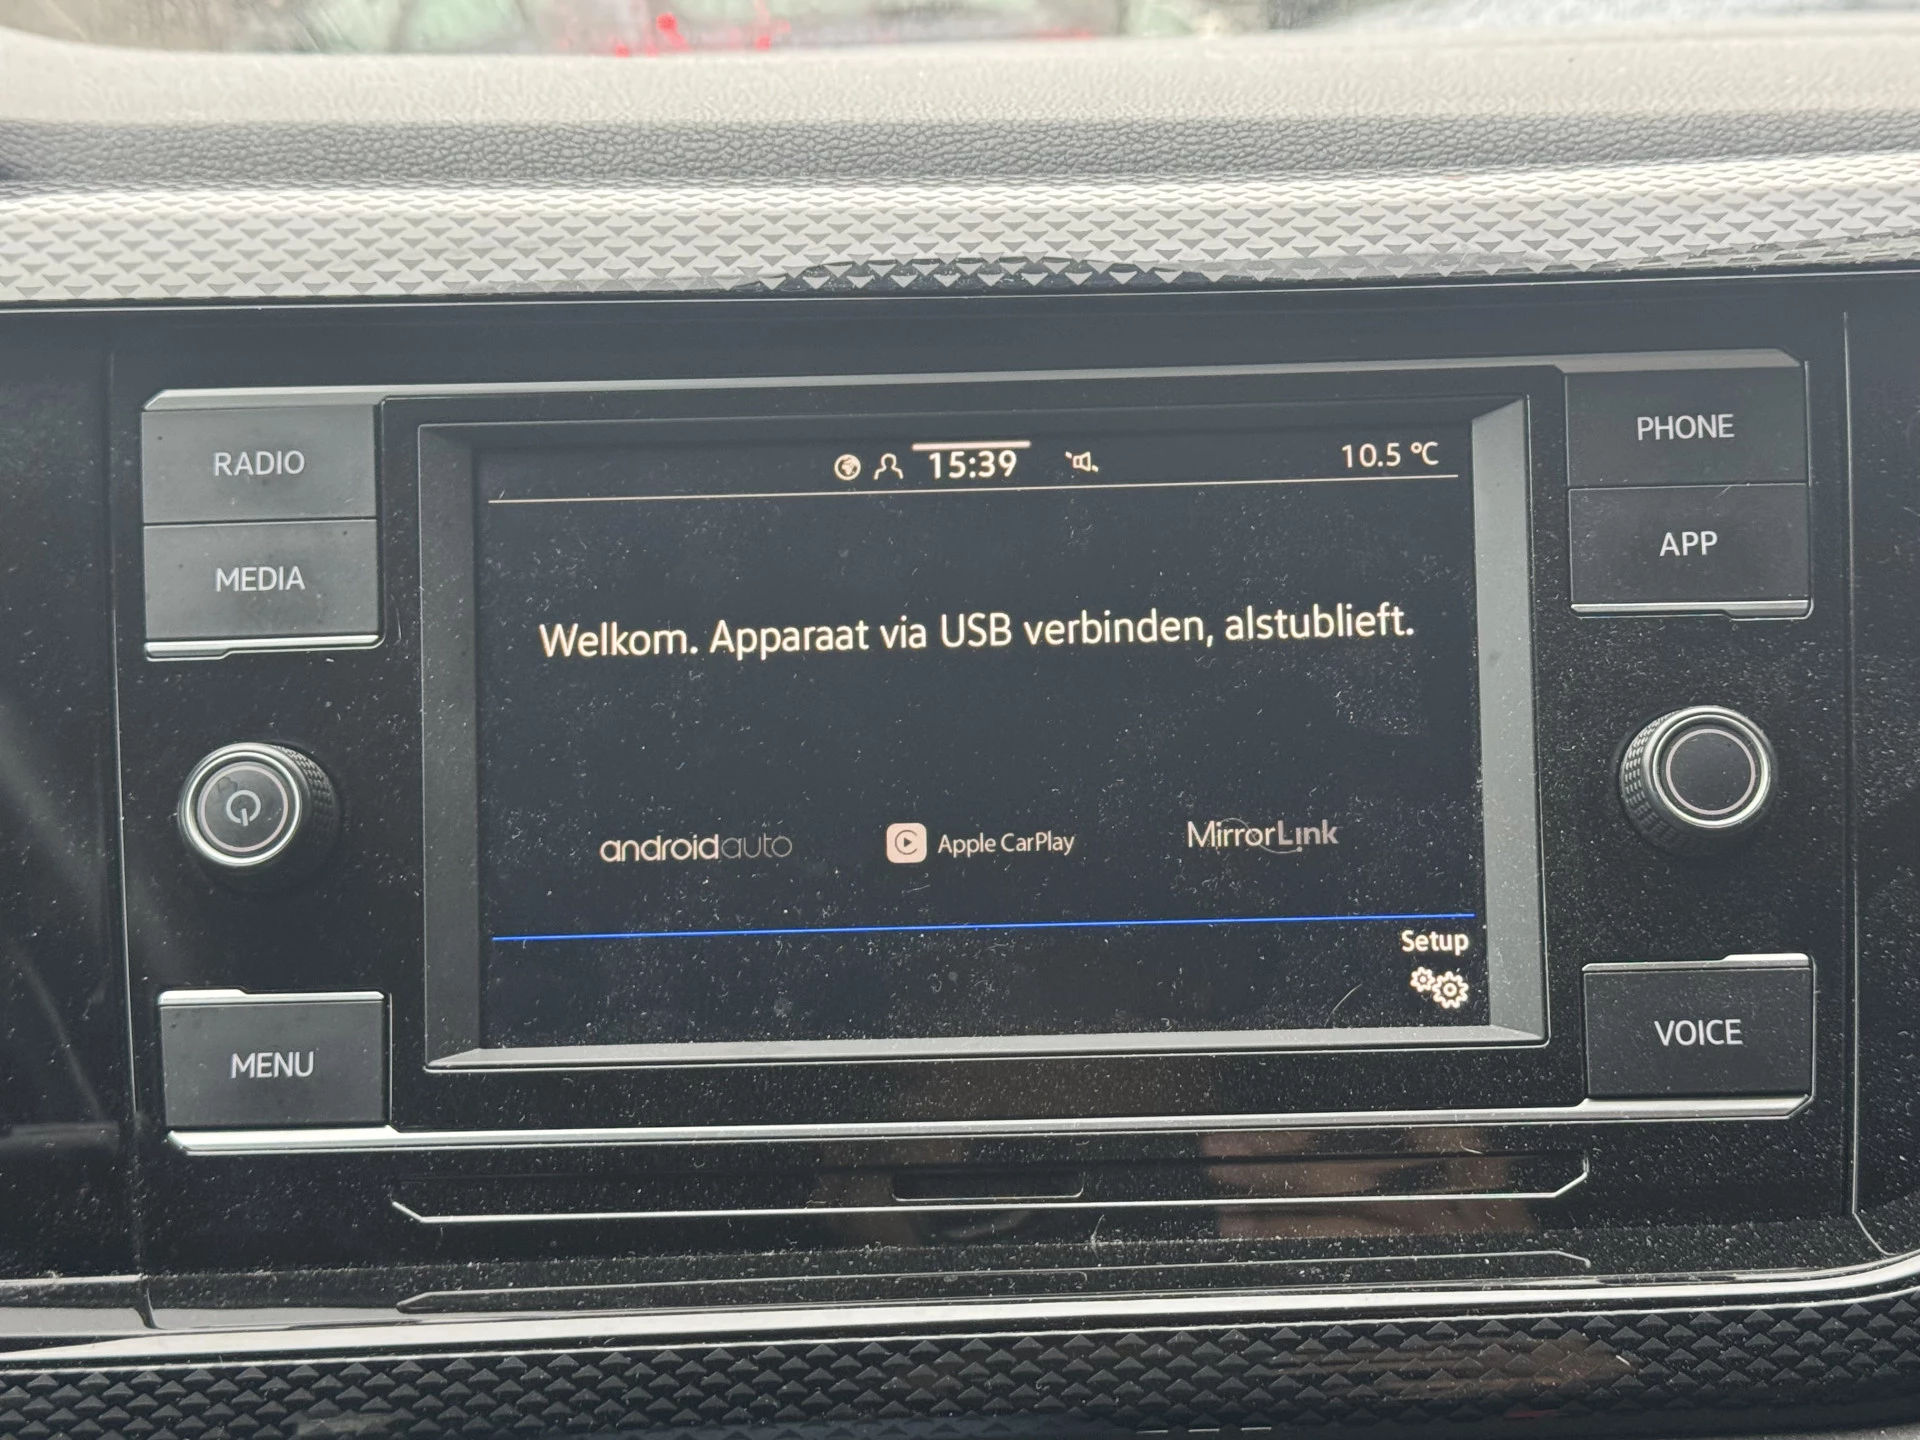 RADIO
MEDIA
MENU
15:39
10.5 °C
Welkom. Apparaat via USB verbinden, alstublieft.
androidauto
Apple CarPlay
MirrorLink
Setup
PHONE
APP
VOICE